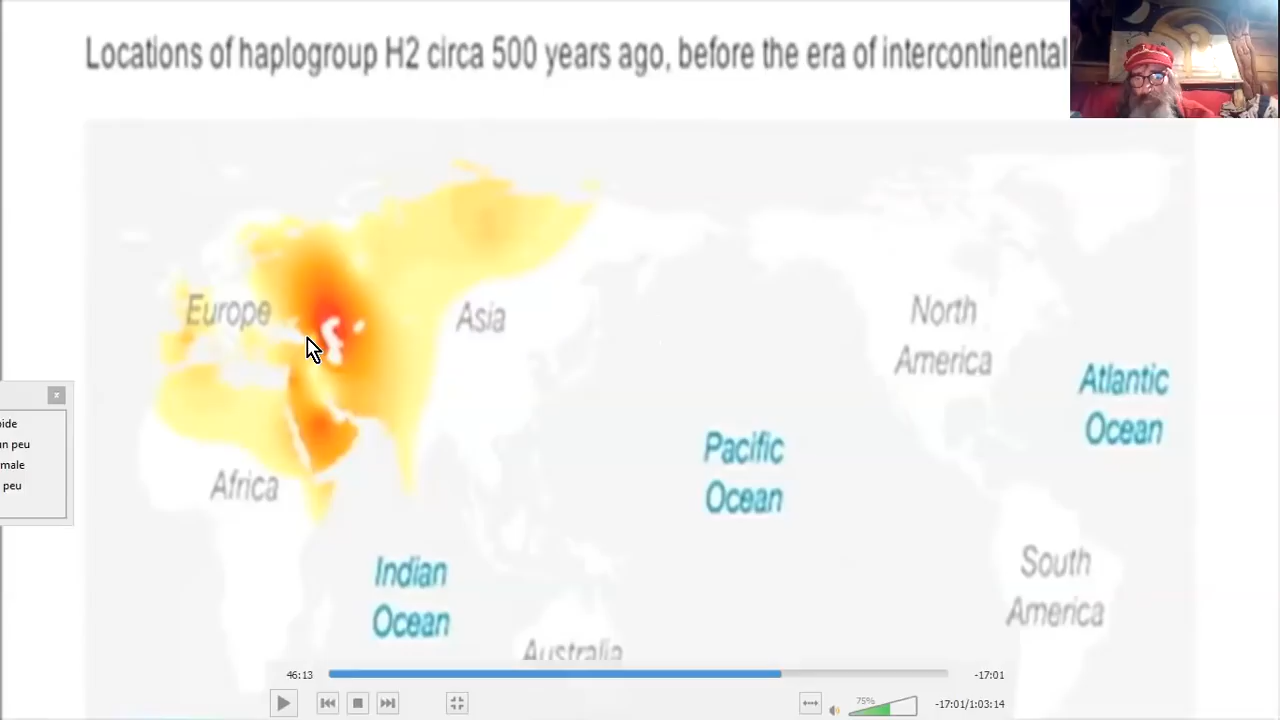 Locations of haplogroup H2 circa 500 years ago, before the era of intercontinental
Europe
Asia
North
America
Atlantic
Ocean
Pacific
Ocean
Africa
Indian
Ocean
South
America
Australia
un peu
male
peu
46:13
-17:01
75%
-17:01/1:03:14